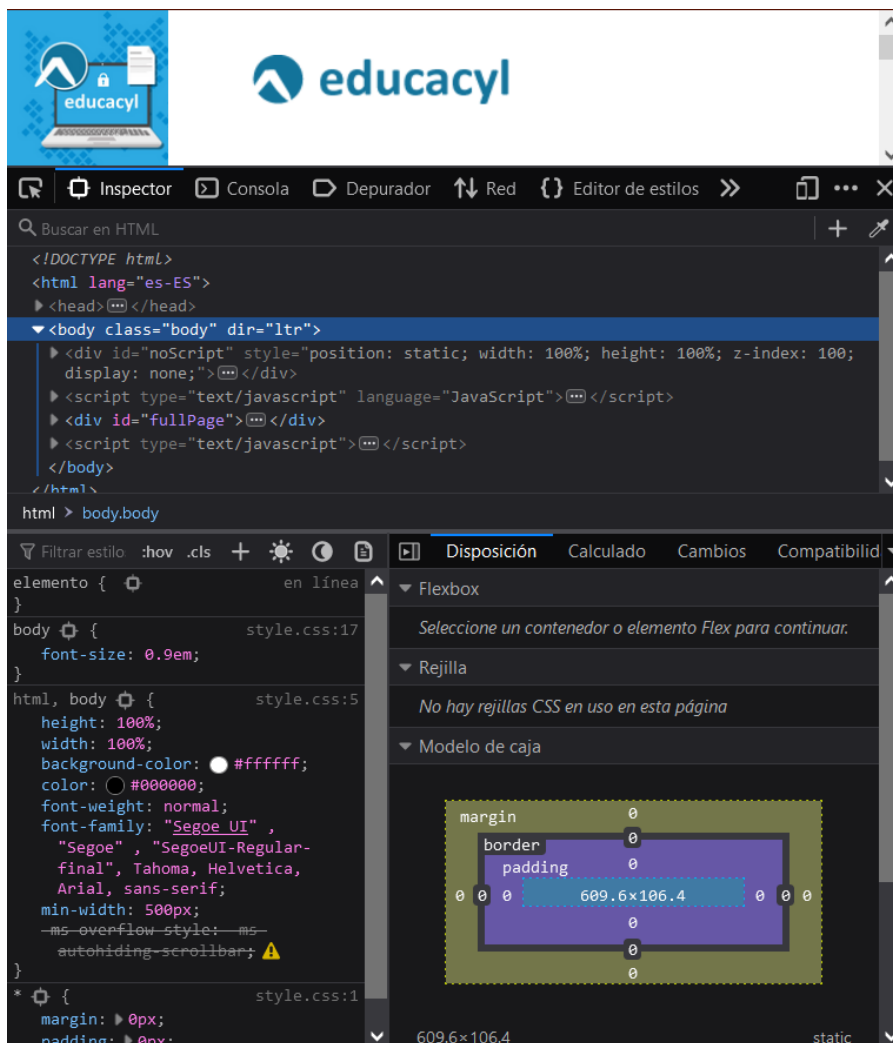 educacyl
educacyl
Inspector Consola Depurador Red Editor de estilos
Buscar en HTML
<!DOCTYPE html>
<html lang="es-ES">
<head></head>
<body class="body" dir="ltr">
<div id="noScript" style="position: static; width: 100%; height: 100%; z-index: 100;
display: none;"></div>
<script type="text/javascript" language="JavaScript"></script>
<div id="fullPage"></div>
<script type="text/javascript"></script>
</body>
</html>
html > body.body
Filtrar estilo :hov .cls
elemento { en línea
}
body { style.css:17
font-size: 0.9em;
}
html, body { style.css:5
height: 100%;
width: 100%;
background-color: #ffffff;
color: #000000;
font-weight: normal;
font-family: "Segoe UI" ,
"Segoe" , "SegoeUI-Regular-
final", Tahoma, Helvetica,
Arial, sans-serif;
min-width: 500px;
-ms-overflow-style: -ms-
autohiding-scrollbar;
}
* { style.css:1
margin: 0px;
padding: 0px;
Disposición Calculado Cambios Compatibilid
Flexbox
Seleccione un contenedor o elemento Flex para continuar.
Rejilla
No hay rejillas CSS en uso en esta página
Modelo de caja
margin 0
border 0
padding 0
0 0 0 609.6×106.4 0 0 0
0
0
0
609.6×106.4 static